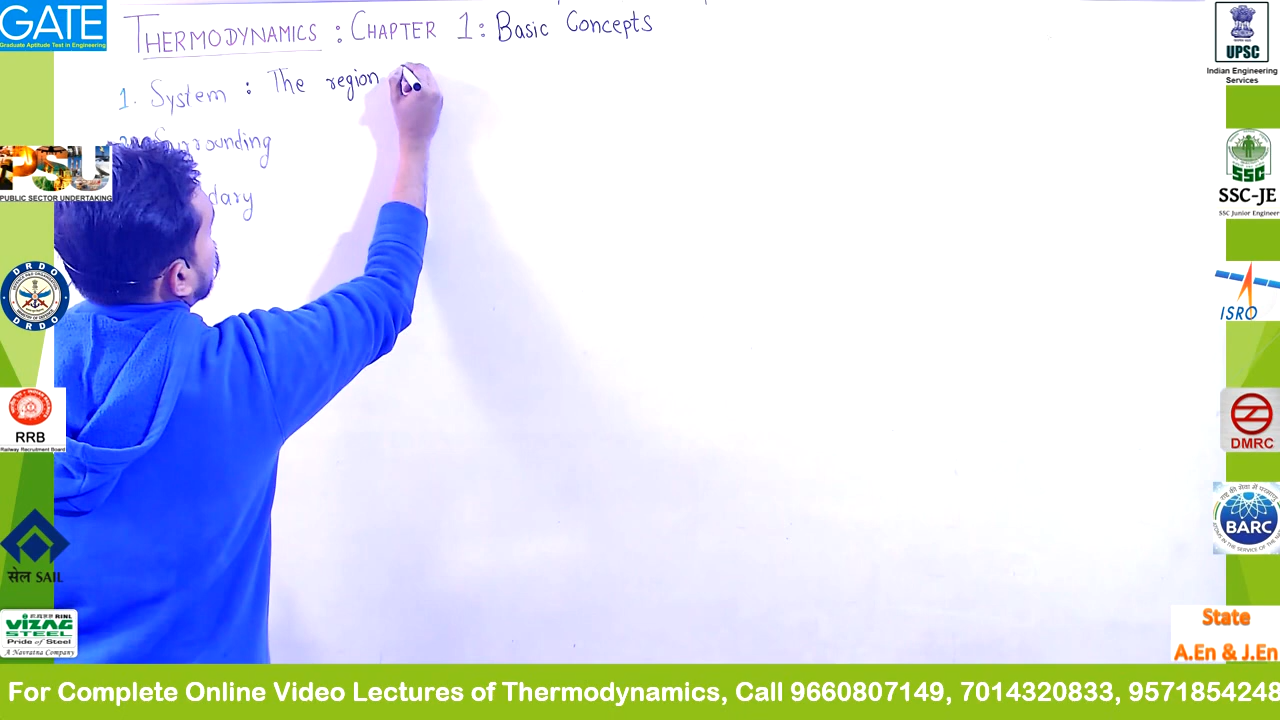 GATE
Graduate Aptitude Test in Engineering
THERMODYNAMICS : CHAPTER 1 : Basic Concepts
1. System : The region
Surrounding
dary
PSU
PUBLIC SECTOR UNDERTAKING
DRDO
DRDO
RRB
Railway Recruitment Board
सेल SAIL
RINL
VIZAG
STEEL
Pride of Steel
A Navratna Company
UPSC
Indian Engineering
Services
SSC
SSC-JE
SSC Junior Engineer
ISRO
DMRC
BARC
State
A.En & J.En
For Complete Online Video Lectures of Thermodynamics, Call 9660807149, 7014320833, 9571854248